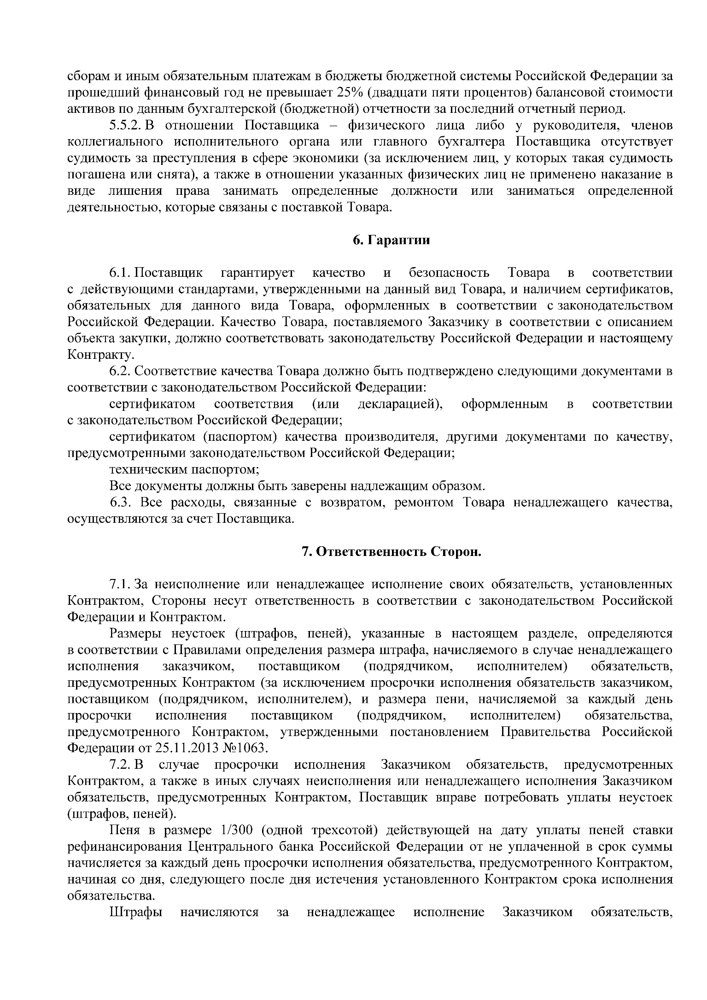 сборам и иным обязательным платежам в бюджеты бюджетной системы Российской Федерации за
прошедший финансовый год не превышает 25% (двадцати пяти процентов) балансовой стоимости
активов по данным бухгалтерской (бюджетной) отчетности за последний отчетный период.
5.5.2. В отношении Поставщика – физического лица либо у руководителя, членов
коллегиального исполнительного органа или главного бухгалтера Поставщика отсутствует
судимость за преступления в сфере экономики (за исключением лиц, у которых такая судимость
погашена или снята), а также в отношении указанных физических лиц не применено наказание в
виде лишения права занимать определенные должности или заниматься определенной
деятельностью, которые связаны с поставкой Товара.
6. Гарантии
6.1. Поставщик гарантирует качество и безопасность Товара в соответствии
с действующими стандартами, утвержденными на данный вид Товара, и наличием сертификатов,
обязательных для данного вида Товара, оформленных в соответствии с законодательством
Российской Федерации. Качество Товара, поставляемого Заказчику в соответствии с описанием
объекта закупки, должно соответствовать законодательству Российской Федерации и настоящему
Контракту.
6.2. Соответствие качества Товара должно быть подтверждено следующими документами в
соответствии с законодательством Российской Федерации:
сертификатом соответствия (или декларацией), оформленным в соответствии
с законодательством Российской Федерации;
сертификатом (паспортом) качества производителя, другими документами по качеству,
предусмотренными законодательством Российской Федерации;
техническим паспортом;
Все документы должны быть заверены надлежащим образом.
6.3. Все расходы, связанные с возвратом, ремонтом Товара ненадлежащего качества,
осуществляются за счет Поставщика.
7. Ответственность Сторон.
7.1. За неисполнение или ненадлежащее исполнение своих обязательств, установленных
Контрактом, Стороны несут ответственность в соответствии с законодательством Российской
Федерации и Контрактом.
Размеры неустоек (штрафов, пеней), указанные в настоящем разделе, определяются
в соответствии с Правилами определения размера штрафа, начисляемого в случае ненадлежащего
исполнения заказчиком, поставщиком (подрядчиком, исполнителем) обязательств,
предусмотренных Контрактом (за исключением просрочки исполнения обязательств заказчиком,
поставщиком (подрядчиком, исполнителем), и размера пени, начисляемой за каждый день
просрочки исполнения поставщиком (подрядчиком, исполнителем) обязательства,
предусмотренного Контрактом, утвержденными постановлением Правительства Российской
Федерации от 25.11.2013 №1063.
7.2. В случае просрочки исполнения Заказчиком обязательств, предусмотренных
Контрактом, а также в иных случаях неисполнения или ненадлежащего исполнения Заказчиком
обязательств, предусмотренных Контрактом, Поставщик вправе потребовать уплаты неустоек
(штрафов, пеней).
Пеня в размере 1/300 (одной трехсотой) действующей на дату уплаты пеней ставки
рефинансирования Центрального банка Российской Федерации от не уплаченной в срок суммы
начисляется за каждый день просрочки исполнения обязательства, предусмотренного Контрактом,
начиная со дня, следующего после дня истечения установленного Контрактом срока исполнения
обязательства.
Штрафы начисляются за ненадлежащее исполнение Заказчиком обязательств,